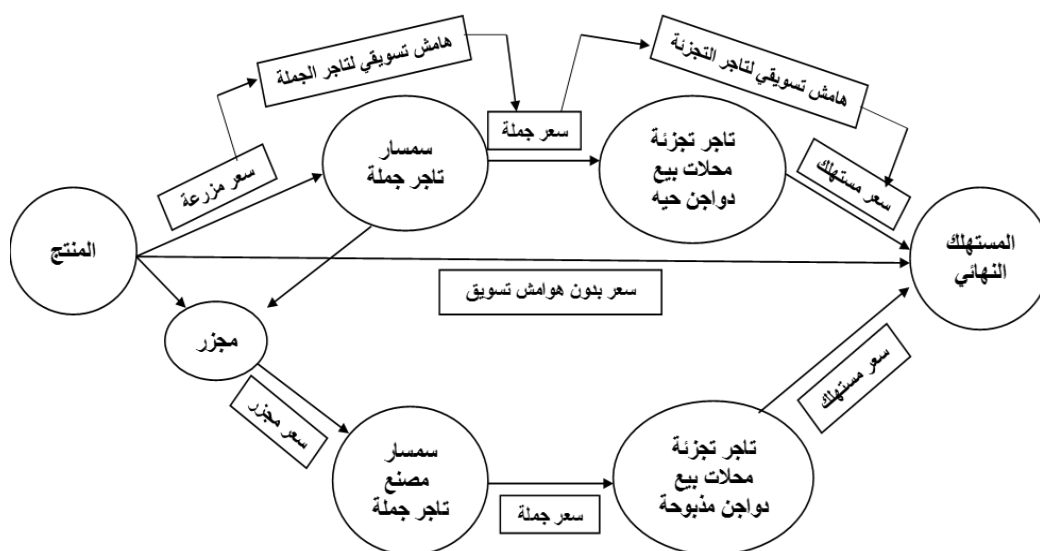 هامش تسويقي لتاجر الجملة
هامش تسويقي لتاجر التجزئة
سعر جملة
سعر مزرعة
سمسار
تاجر جملة
تاجر تجزئة
محلات بيع
دواجن حيه
سعر مستهلك
المنتج
المستهلك
النهائي
سعر بدون هوامش تسويق
مجزر
سعر مجزر
سعر مستهلك
سمسار
مصنع
تاجر جملة
سعر جملة
تاجر تجزئة
محلات بيع
دواجن مذبوحة